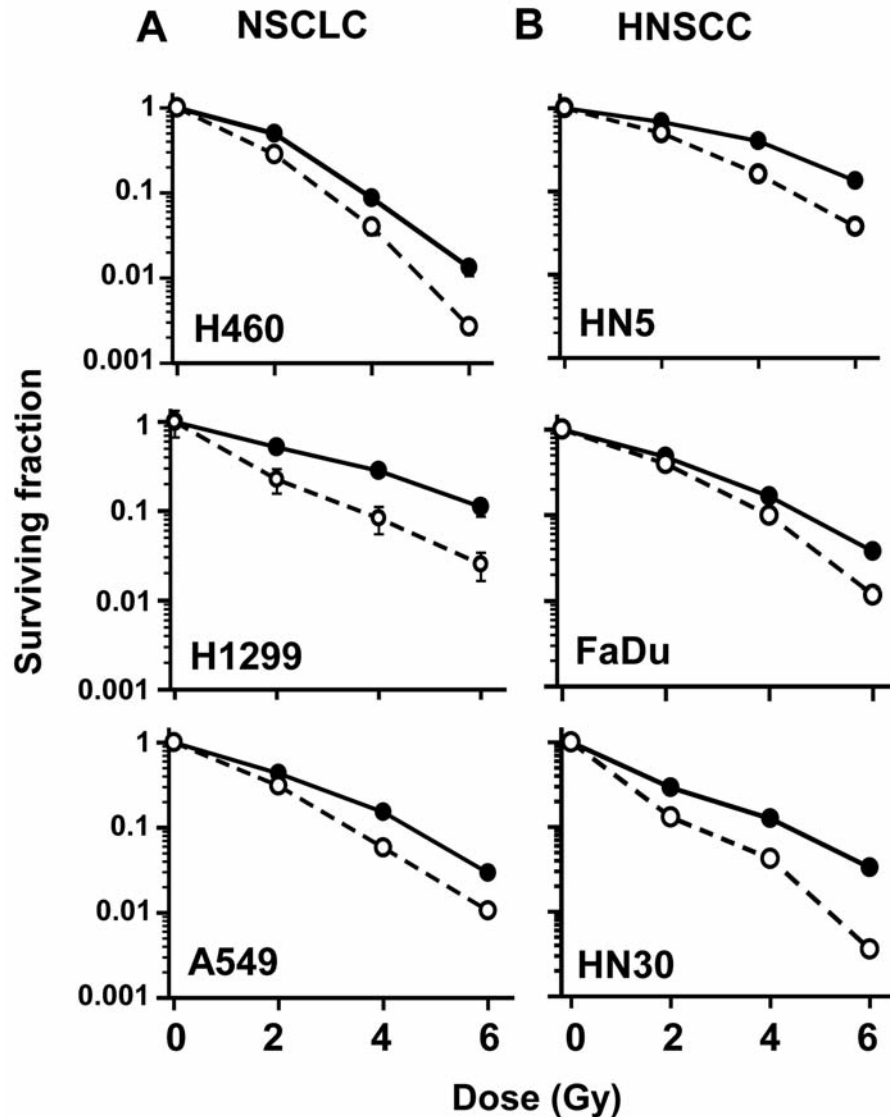 A NSCLC B HNSCC
1
0.1
0.01
0.001
H460
HN5
1
0.1
0.01
0.001
H1299
FaDu
1
0.1
0.01
0.001
A549
HN30
0 2 4 6 0 2 4 6
Surviving fraction
Dose (Gy)